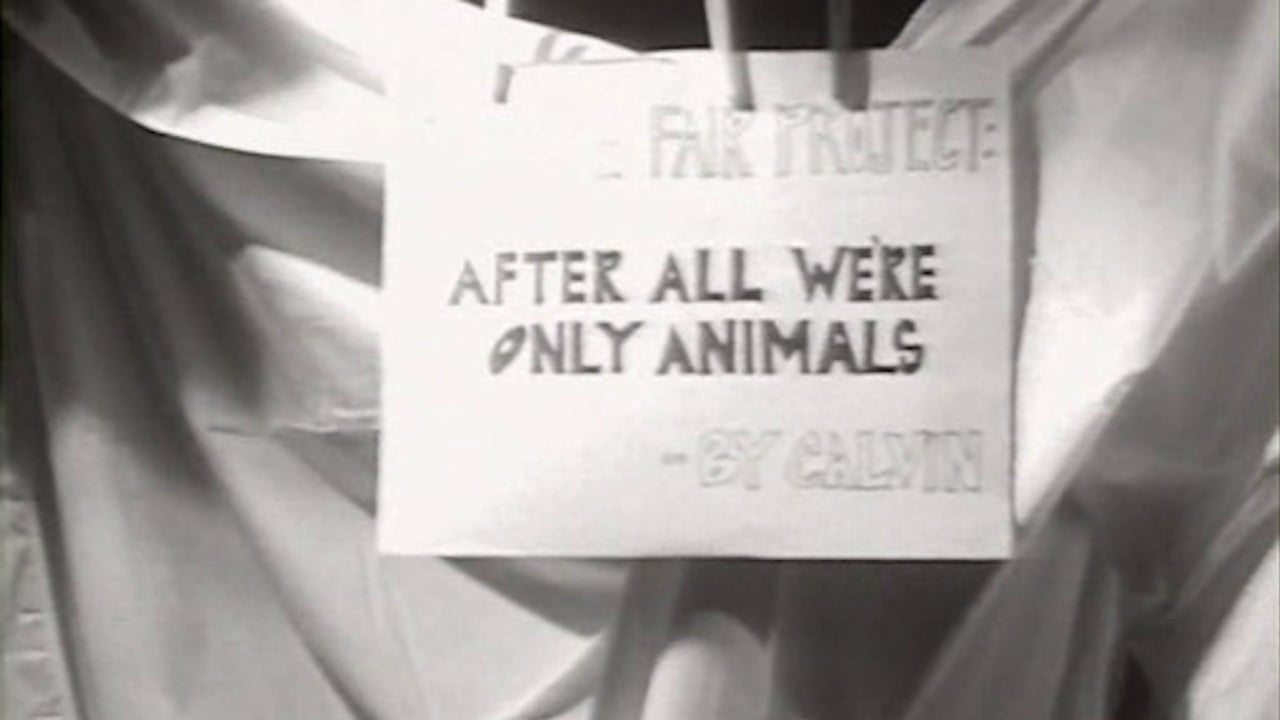 FAIR PROJECT:
AFTER ALL WE'RE
ONLY ANIMALS
-BY CALVIN